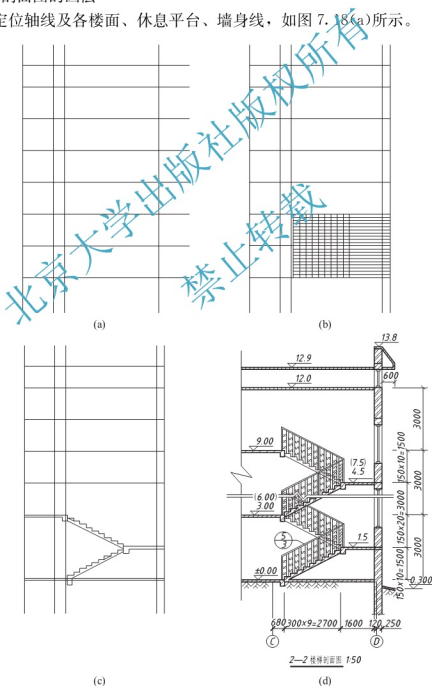 定位轴线及各楼面、休息平台、墙身线，如图 7.18(a)所示。
北京大学出版社版权所有
禁止转载
(a)
(b)
13.8
12.9
600
12.0
3000
9.00
(7.5)
4.5
150×10=1500
3000
(6.00)
3.00
150×20=3000
5
3
1.5
3000
±0.00
150×10=1500
-0.300
680
300×9=2700
1600
120
250
C
D
2—2 楼梯剖面图 1:50
(c)
(d)